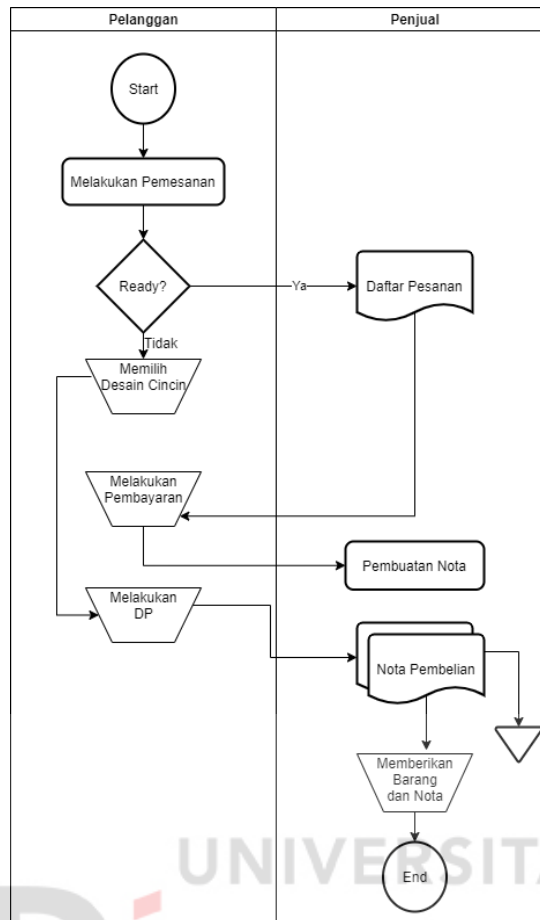 Pelanggan
Penjual
Start
Melakukan Pemesanan
Ready?
Ya
Daftar Pesanan
Tidak
Memilih
Desain Cincin
Melakukan
Pembayaran
Pembuatan Nota
Melakukan
DP
Nota Pembelian
Memberikan
Barang
dan Nota
End